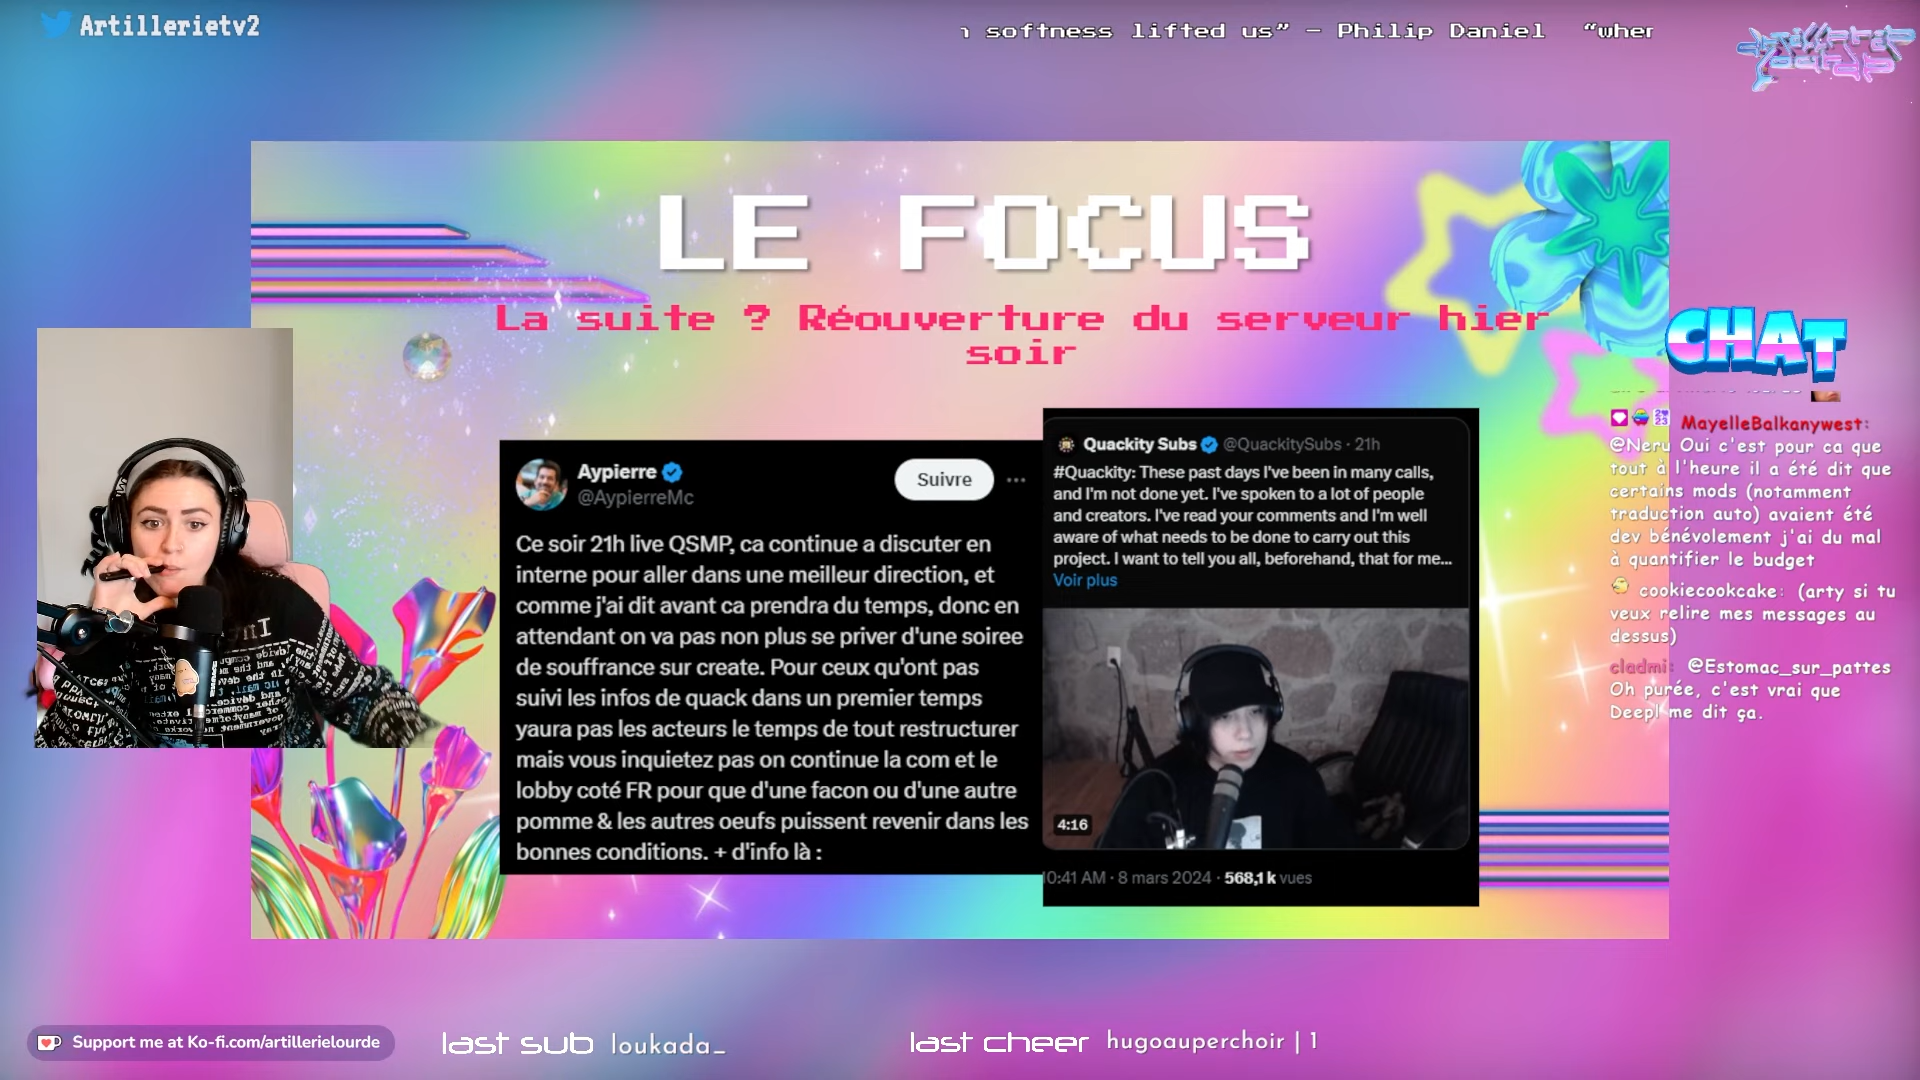 Artillerietv2
softness lifted us” – Philip Daniel “wher
LE FOCUS
La suite ? Réouverture du serveur hier
soir
Aypierre
@AypierreMc
Suivre
Ce soir 21h live QSMP, ca continue a discuter en
interne pour aller dans une meilleur direction, et
comme j'ai dit avant ca prendra du temps, donc en
attendant on va pas non plus se priver d'une soiree
de souffrance sur create. Pour ceux qu'ont pas
suivi les infos de quack dans un premier temps
yaura pas les acteurs le temps de tout restructurer
mais vous inquietez pas on continue la com et le
lobby coté FR pour que d'une facon ou d'une autre
pomme & les autres oeufs puissent revenir dans les
bonnes conditions. + d'info là :
Quackity Subs @QuackitySubs · 21h
#Quackity: These past days I've been in many calls,
and I'm not done yet. I've spoken to a lot of people
and creators. I've read your comments and I'm well
aware of what needs to be done to carry out this
project. I want to tell you all, beforehand, that for me...
Voir plus
4:16
10:41 AM · 8 mars 2024 · 568,1 k vues
CHAT
MayelleBalkanywest:
@Neru Oui c'est pour ca que
tout à l'heure il a été dit que
certains mods (notamment
traduction auto) avaient été
dev bénévolement j'ai du mal
à quantifier le budget
cookiecookcake: (arty si tu
veux relire mes messages au
dessus)
cladmi: @Estomac_sur_pattes
Oh purée, c'est vrai que
Deepl me dit ça.
Support me at Ko-fi.com/artillerielourde
last sub loukada_
last cheer hugoauperchoir | 1